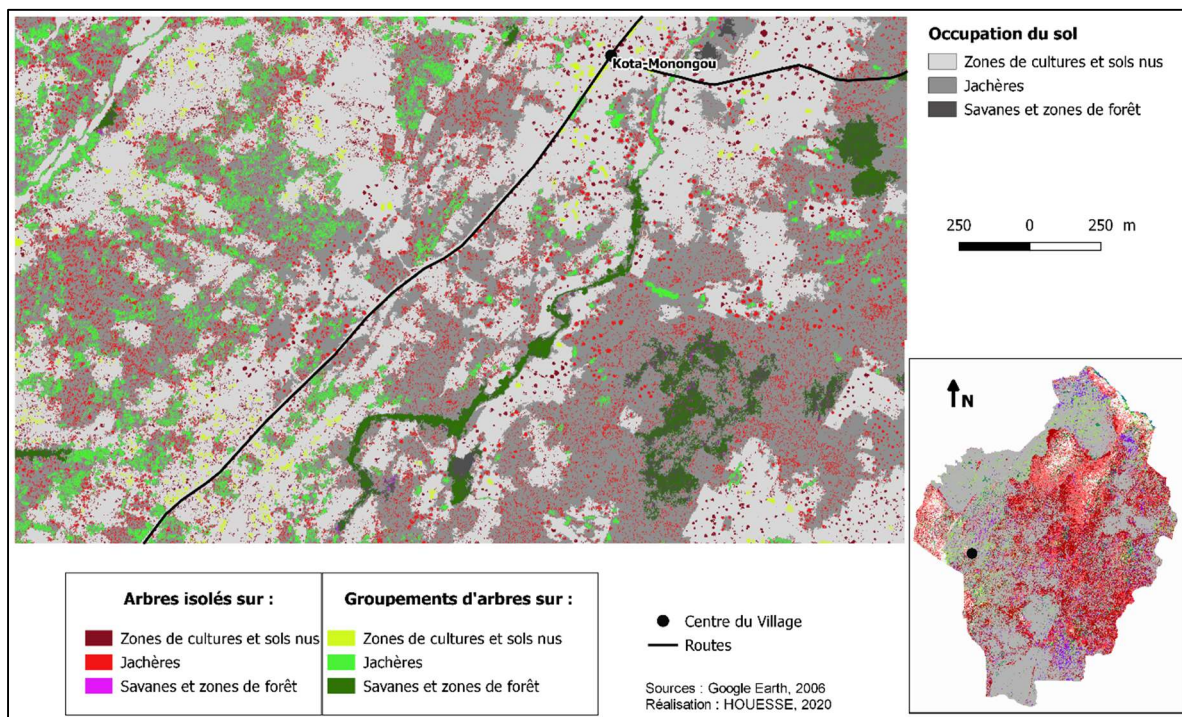 Kota-Monongou
Occupation du sol
Zones de cultures et sols nus
Jachères
Savanes et zones de forêt
250 0 250 m
N
Arbres isolés sur :
Zones de cultures et sols nus
Jachères
Savanes et zones de forêt
Groupements d'arbres sur :
Zones de cultures et sols nus
Jachères
Savanes et zones de forêt
Centre du Village
Routes
Sources : Google Earth, 2006
Réalisation : HOUESSE, 2020